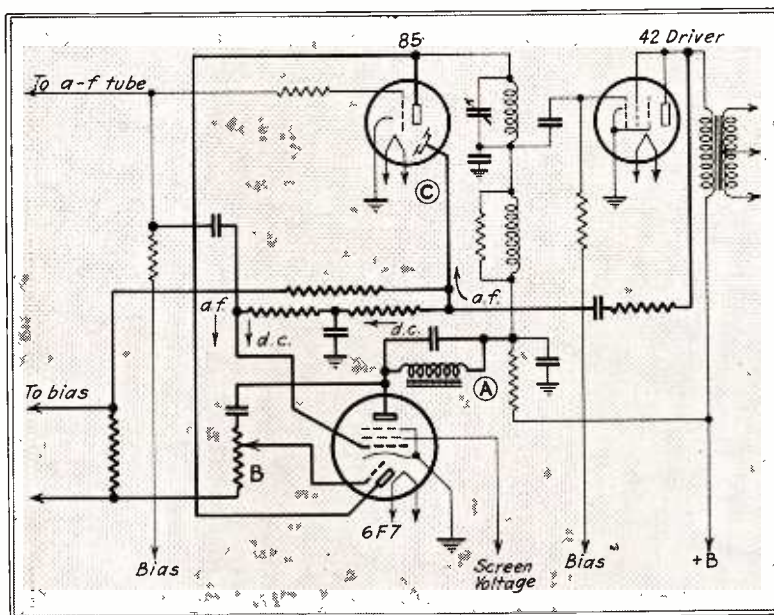 85
42 Driver
To a-f tube
C
a.f.
a.f.
d.c.
d.c.
A
To bias
B
6F7
Bias
Screen
Voltage
Bias
+B